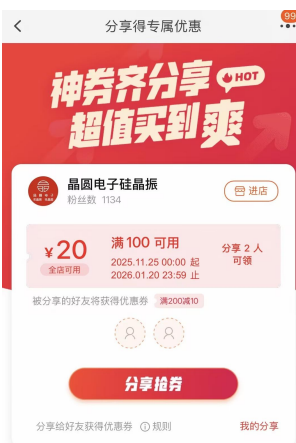 分享得专属优惠
99
神券齐分享
HOT
超值买到爽
晶圆电子硅晶振
粉丝数 1134
进店
¥20
全店可用
满100 可用
2025.11.25 00:00 起
2026.01.20 23:59 止
分享 2 人
可领
被分享的好友将获得优惠券 满200减10
分享抢券
分享给好友获得优惠券 规则
我的分享